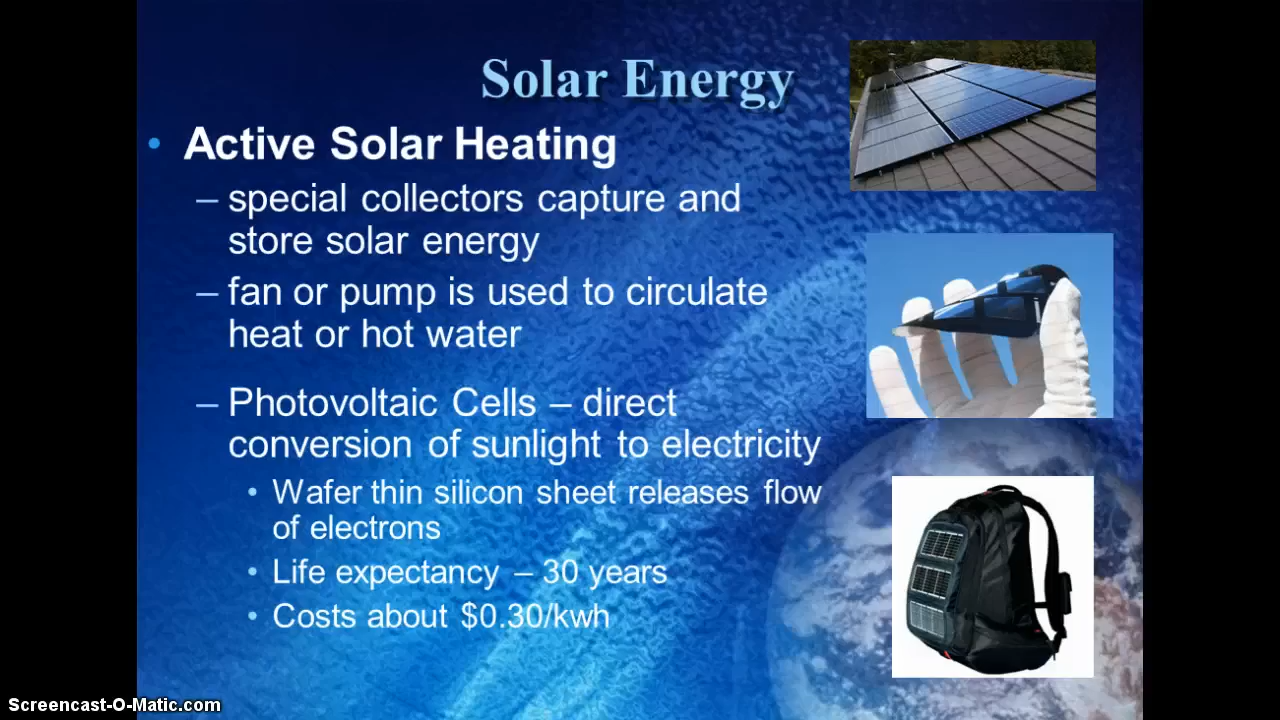 Solar Energy
• Active Solar Heating
– special collectors capture and
store solar energy
– fan or pump is used to circulate
heat or hot water
– Photovoltaic Cells – direct
conversion of sunlight to electricity
• Wafer thin silicon sheet releases flow
of electrons
• Life expectancy – 30 years
• Costs about $0.30/kwh
Screencast-O-Matic.com